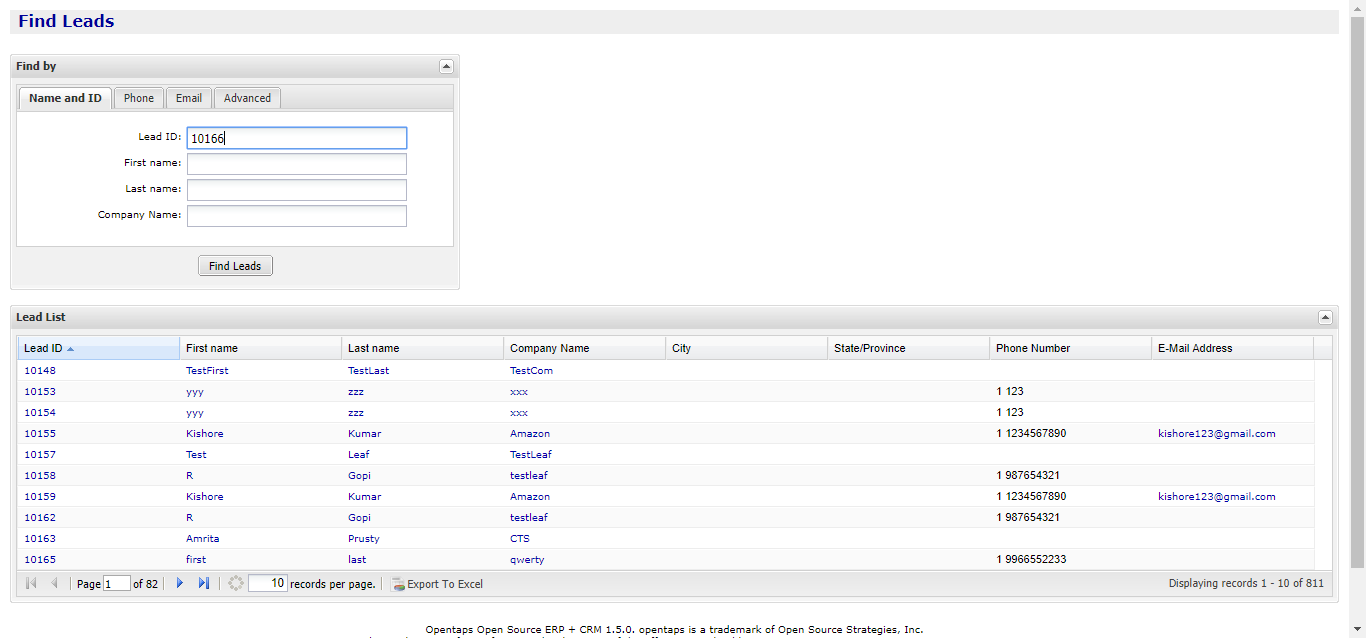 Find Leads
Find by
Name and ID Phone Email Advanced
Lead ID: 10166
First name:
Last name:
Company Name:
Find Leads
Lead List
Lead ID First name Last name Company Name City State/Province Phone Number E-Mail Address
10148 TestFirst TestLast TestCom
10153 yyy zzz xxx 1 123
10154 yyy zzz xxx 1 123
10155 Kishore Kumar Amazon 1 1234567890 kishore123@gmail.com
10157 Test Leaf TestLeaf
10158 R Gopi testleaf 1 987654321
10159 Kishore Kumar Amazon 1 1234567890 kishore123@gmail.com
10162 R Gopi testleaf 1 987654321
10163 Amrita Prusty CTS
10165 first last qwerty 1 9966552233
Page 1 of 82 10 records per page. Export To Excel Displaying records 1 - 10 of 811
Opentaps Open Source ERP + CRM 1.5.0. opentaps is a trademark of Open Source Strategies, Inc.